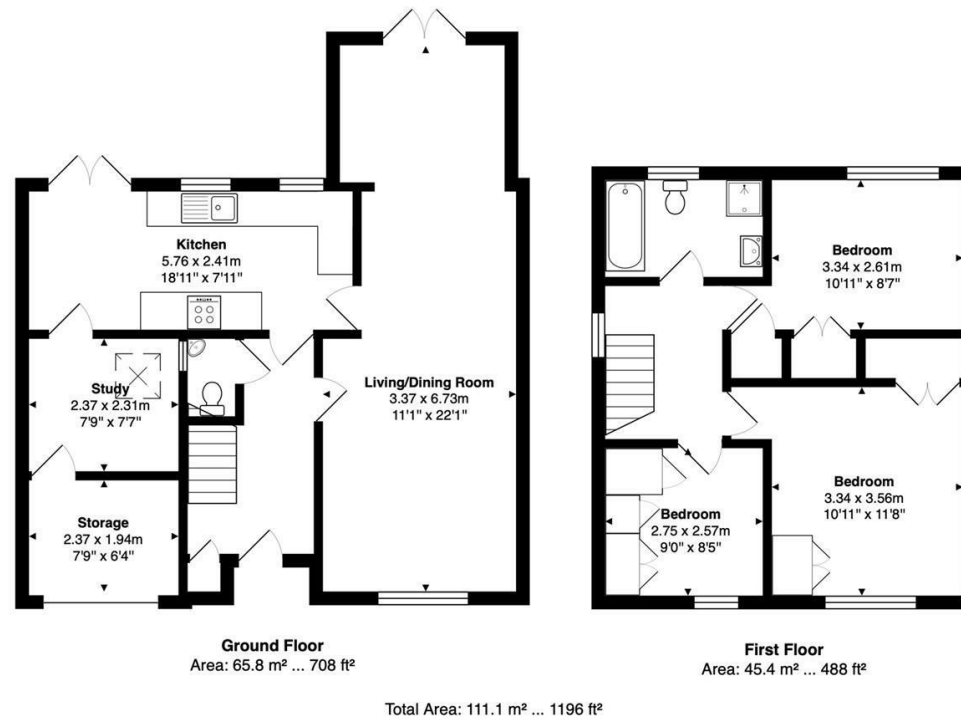 Kitchen
5.76 x 2.41m
18'11" x 7'11"
Study
2.37 x 2.31m
7'9" x 7'7"
Living/Dining Room
3.37 x 6.73m
11'1" x 22'1"
Storage
2.37 x 1.94m
7'9" x 6'4"
Ground Floor
Area: 65.8 m² ... 708 ft²
Bedroom
3.34 x 2.61m
10'11" x 8'7"
Bedroom
3.34 x 3.56m
10'11" x 11'8"
Bedroom
2.75 x 2.57m
9'0" x 8'5"
First Floor
Area: 45.4 m² ... 488 ft²
Total Area: 111.1 m² ... 1196 ft²